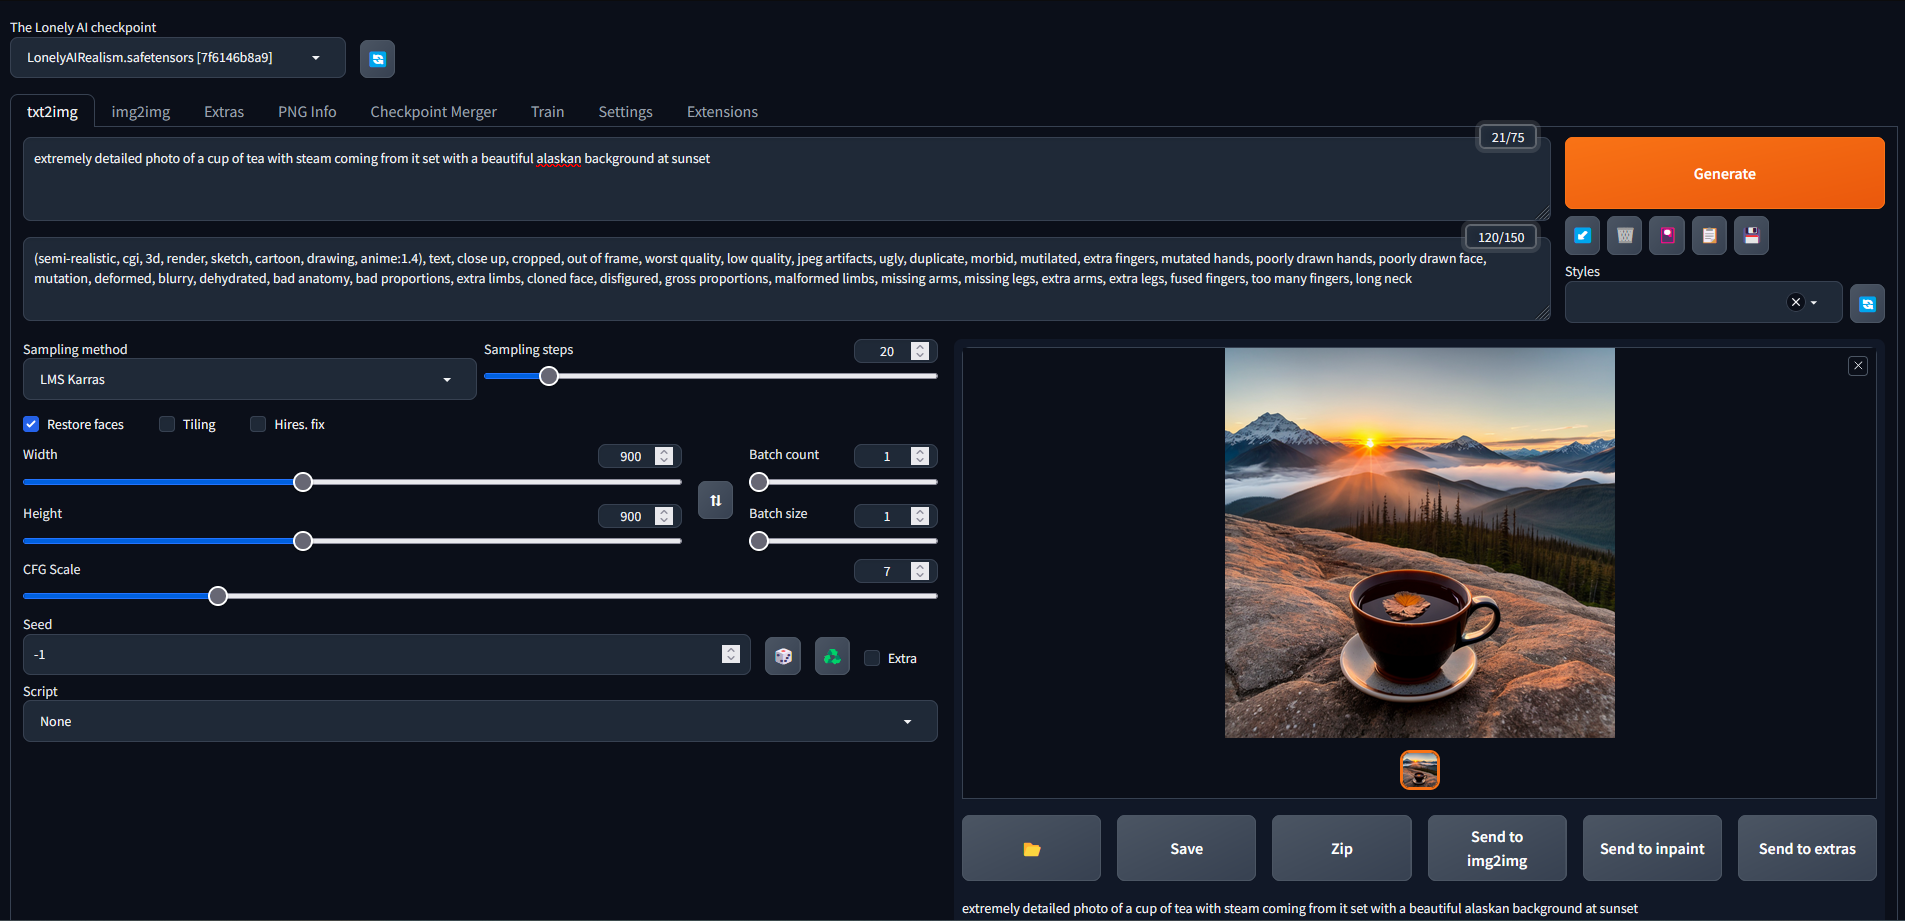 The Lonely AI checkpoint
LonelyAIRealism.safetensors [7f6146b8a9]
txt2img
img2img
Extras
PNG Info
Checkpoint Merger
Train
Settings
Extensions
21/75
extremely detailed photo of a cup of tea with steam coming from it set with a beautiful alaskan background at sunset
Generate
120/150
(semi-realistic, cgi, 3d, render, sketch, cartoon, drawing, anime:1.4), text, close up, cropped, out of frame, worst quality, low quality, jpeg artifacts, ugly, duplicate, morbid, mutilated, extra fingers, mutated hands, poorly drawn hands, poorly drawn face,
mutation, deformed, blurry, dehydrated, bad anatomy, bad proportions, extra limbs, cloned face, disfigured, gross proportions, malformed limbs, missing arms, missing legs, extra arms, extra legs, fused fingers, too many fingers, long neck
Styles
Sampling method
LMS Karras
Sampling steps
20
Restore faces
Tiling
Hires. fix
Width
900
Batch count
1
Height
900
Batch size
1
CFG Scale
7
Seed
-1
Extra
Script
None
Save
Zip
Send to
img2img
Send to inpaint
Send to extras
extremely detailed photo of a cup of tea with steam coming from it set with a beautiful alaskan background at sunset